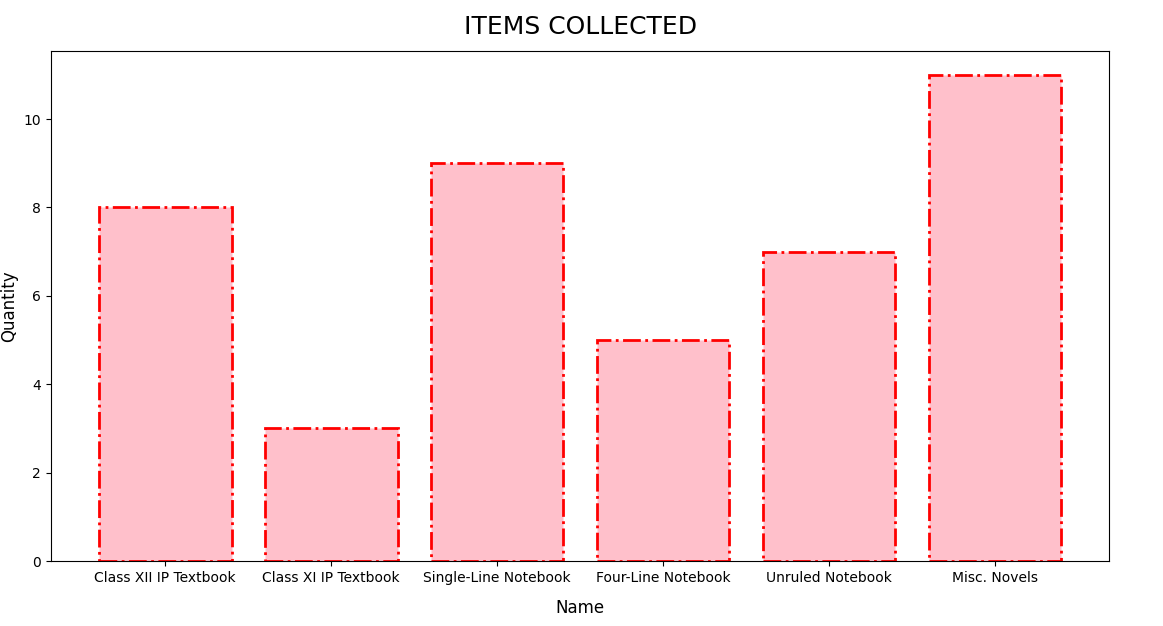 ITEMS COLLECTED
Quantity
10
8
6
4
2
0
Class XII IP Textbook
Class XI IP Textbook
Single-Line Notebook
Four-Line Notebook
Unruled Notebook
Misc. Novels
Name